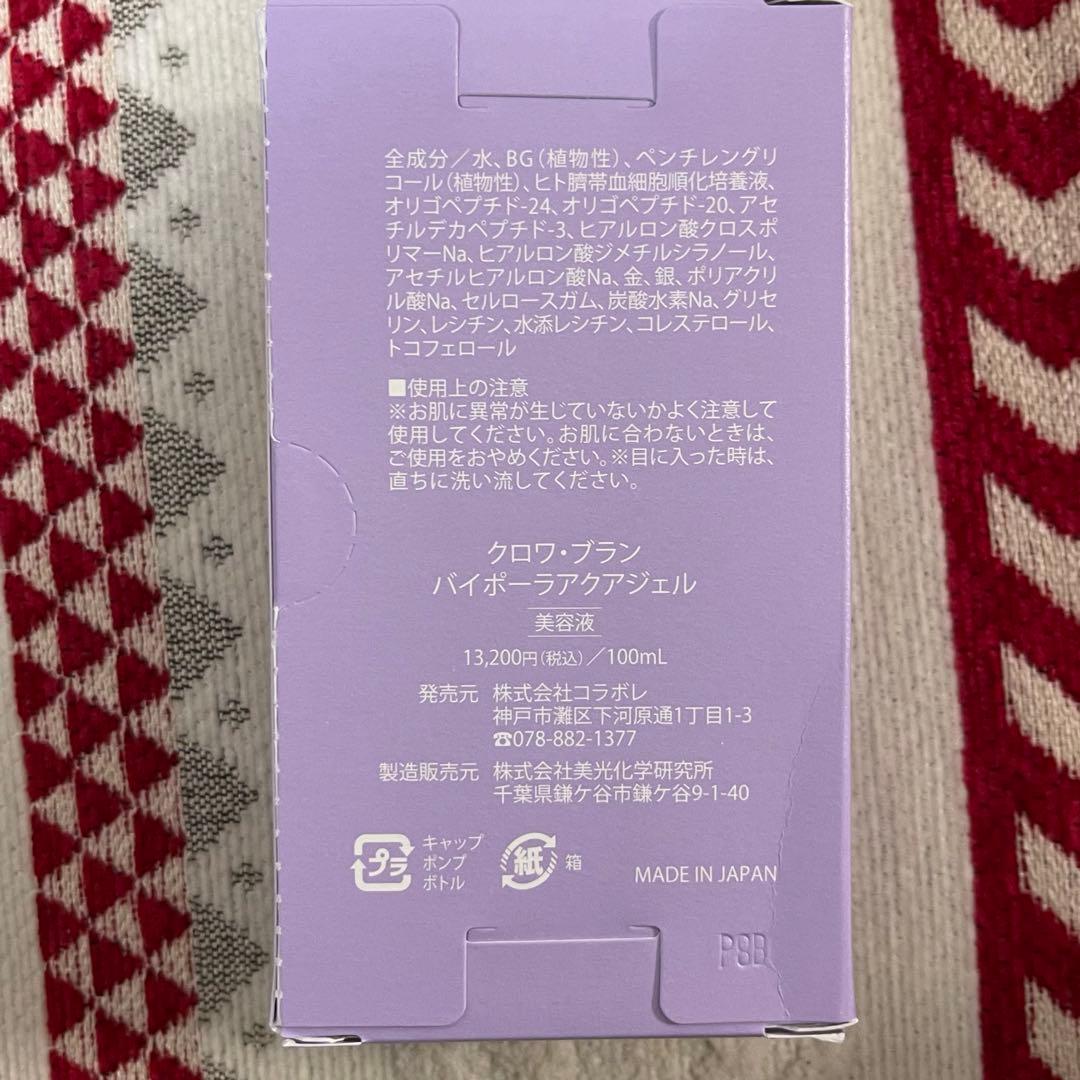 全成分／水、BG（植物性）、ペンチレングリ
コール（植物性）、ヒト臍帯血細胞順化培養液、
オリゴペプチド-24、オリゴペプチド-20、アセ
チルデカペプチド-3、ヒアルロン酸クロスポ
リマーNa、ヒアルロン酸ジメチルシラノール、
アセチルヒアルロン酸Na、金、銀、ポリアクリ
ル酸Na、セルロースガム、炭酸水素Na、グリセ
リン、レシチン、水添レシチン、コレステロール、
トコフェロール
■使用上の注意
※お肌に異常が生じていないかよく注意して
使用してください。お肌に合わないときは、
ご使用をおやめください。※目に入った時は、
直ちに洗い流してください。
クロワ・ブラン
バイポーラアクアジェル
美容液
13,200円（税込）／100mL
発売元 株式会社コラボレ
神戸市灘区下河原通1丁目1-3
☎078-882-1377
製造販売元 株式会社美光化学研究所
千葉県鎌ケ谷市鎌ケ谷9-1-40
プラ キャップ
ポンプ
ボトル
紙 箱
MADE IN JAPAN
P8B